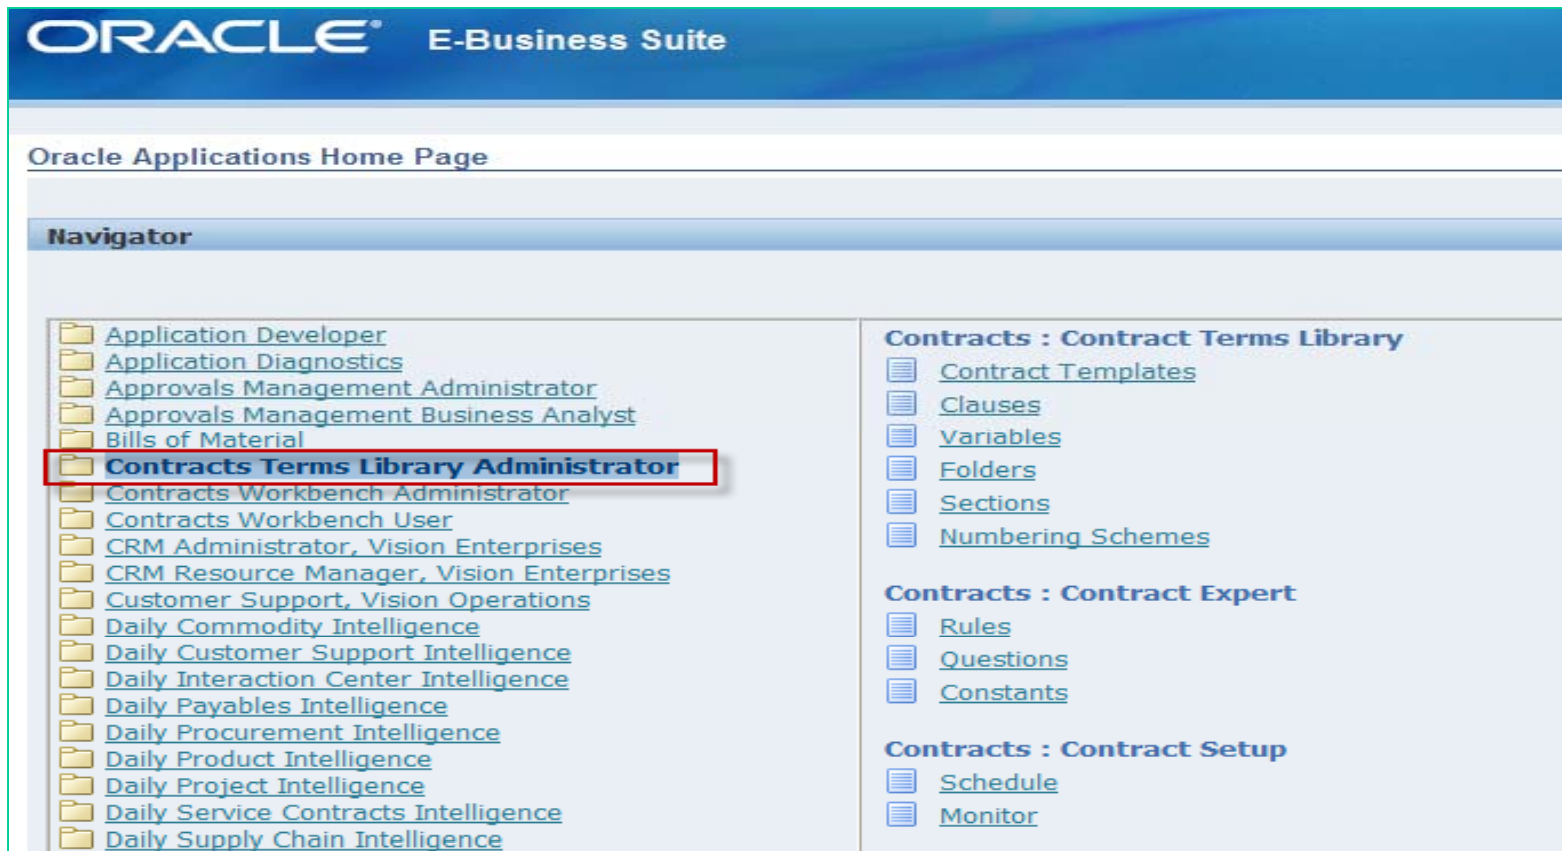 ORACLE® E-Business Suite
Oracle Applications Home Page
Navigator
Application Developer
Application Diagnostics
Approvals Management Administrator
Approvals Management Business Analyst
Bills of Material
Contracts Terms Library Administrator
Contracts Workbench Administrator
Contracts Workbench User
CRM Administrator, Vision Enterprises
CRM Resource Manager, Vision Enterprises
Customer Support, Vision Operations
Daily Commodity Intelligence
Daily Customer Support Intelligence
Daily Interaction Center Intelligence
Daily Payables Intelligence
Daily Procurement Intelligence
Daily Product Intelligence
Daily Project Intelligence
Daily Service Contracts Intelligence
Daily Supply Chain Intelligence
Contracts : Contract Terms Library
Contract Templates
Clauses
Variables
Folders
Sections
Numbering Schemes
Contracts : Contract Expert
Rules
Questions
Constants
Contracts : Contract Setup
Schedule
Monitor